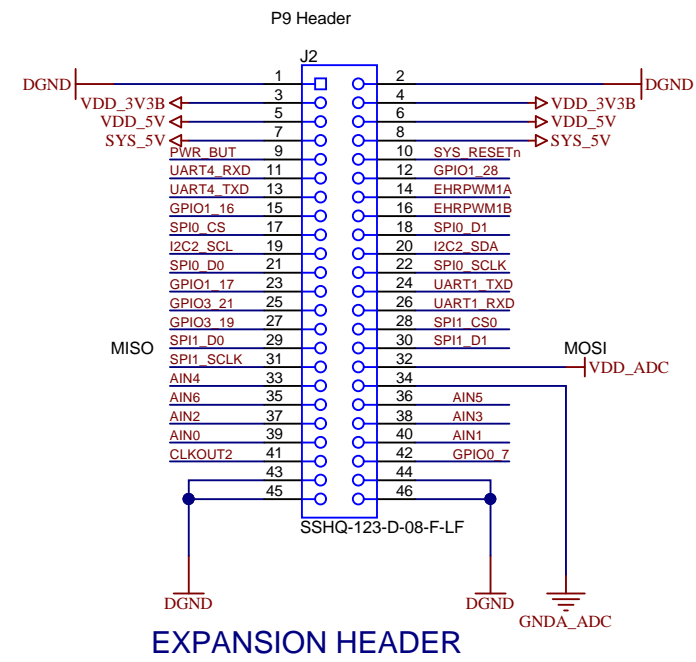 P9 Header
J2
DGND 1 2 DGND
VDD_3V3B 3 4 VDD_3V3B
VDD_5V 5 6 VDD_5V
SYS_5V 7 8 SYS_5V
PWR_BUT 9 10 SYS_RESETn
UART4_RXD 11 12 GPIO1_28
UART4_TXD 13 14 EHRPWM1A
GPIO1_16 15 16 EHRPWM1B
SPI0_CS 17 18 SPI0_D1
I2C2_SCL 19 20 I2C2_SDA
SPI0_D0 21 22 SPI0_SCLK
GPIO1_17 23 24 UART1_TXD
GPIO3_21 25 26 UART1_RXD
GPIO3_19 27 28 SPI1_CS0
MISO SPI1_D0 29 30 SPI1_D1 MOSI
SPI1_SCLK 31 32 VDD_ADC
AIN4 33 34
AIN6 35 36 AIN5
AIN2 37 38 AIN3
AIN0 39 40 AIN1
CLKOUT2 41 42 GPIO0_7
43 44
45 46
SSHQ-123-D-08-F-LF
DGND DGND
GNDA_ADC
EXPANSION HEADER